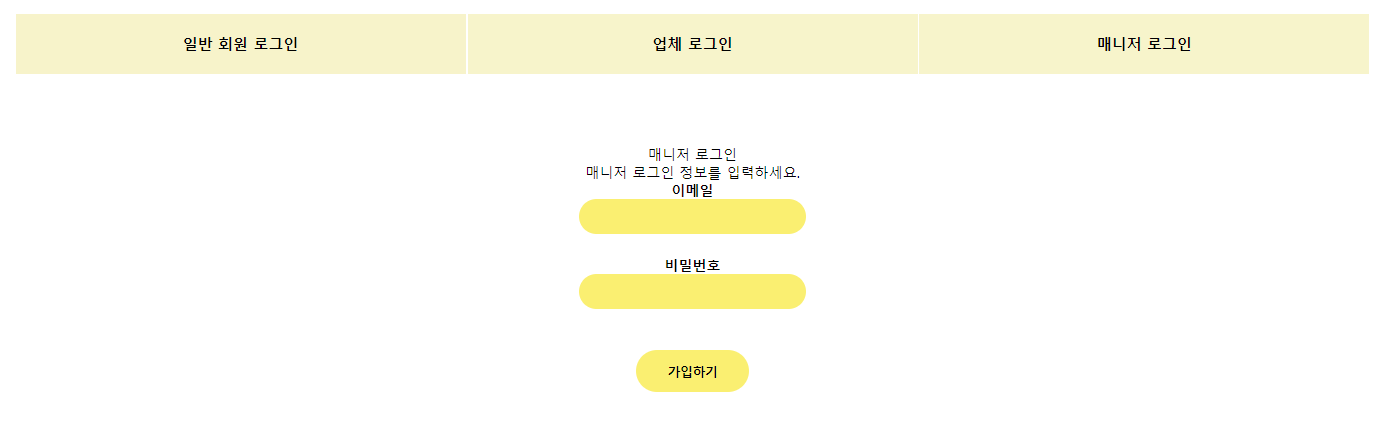 일반 회원 로그인
업체 로그인
매니저 로그인
매니저 로그인
매니저 로그인 정보를 입력하세요.
이메일
비밀번호
가입하기